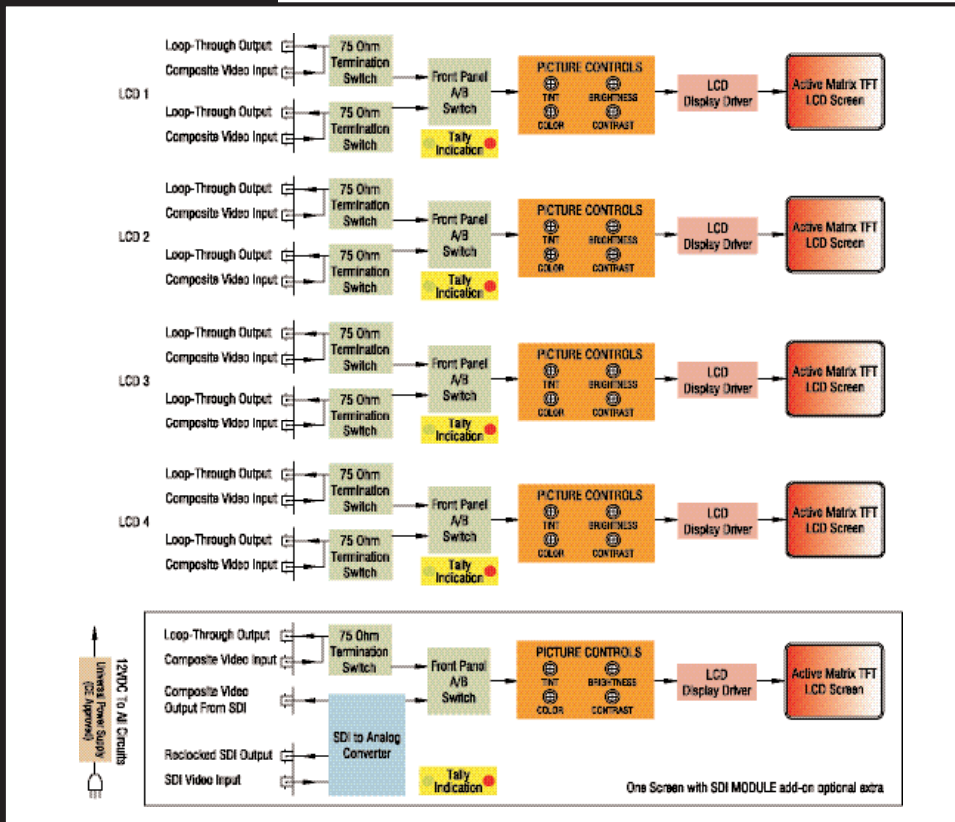 LCD 1
Loop-Through Output
Composite Video Input
Loop-Through Output
Composite Video Input
75 Ohm
Termination
Switch
75 Ohm
Termination
Switch
Front Panel
A/B
Switch
Tally
Indication
PICTURE CONTROLS
TINT
BRIGHTNESS
COLOR
CONTRAST
LCD
Display Driver
Active Matrix TFT
LCD Screen
LCD 2
Loop-Through Output
Composite Video Input
Loop-Through Output
Composite Video Input
75 Ohm
Termination
Switch
75 Ohm
Termination
Switch
Front Panel
A/B
Switch
Tally
Indication
PICTURE CONTROLS
TINT
BRIGHTNESS
COLOR
CONTRAST
LCD
Display Driver
Active Matrix TFT
LCD Screen
LCD 3
Loop-Through Output
Composite Video Input
Loop-Through Output
Composite Video Input
75 Ohm
Termination
Switch
75 Ohm
Termination
Switch
Front Panel
A/B
Switch
Tally
Indication
PICTURE CONTROLS
TINT
BRIGHTNESS
COLOR
CONTRAST
LCD
Display Driver
Active Matrix TFT
LCD Screen
LCD 4
Loop-Through Output
Composite Video Input
Loop-Through Output
Composite Video Input
75 Ohm
Termination
Switch
75 Ohm
Termination
Switch
Front Panel
A/B
Switch
Tally
Indication
PICTURE CONTROLS
TINT
BRIGHTNESS
COLOR
CONTRAST
LCD
Display Driver
Active Matrix TFT
LCD Screen
12VDC To All Circuits
Universal Power Supply
(CE Approved)
Loop-Through Output
Composite Video Input
Composite Video
Output From SDI
Reclocked SDI Output
SDI Video Input
75 Ohm
Termination
Switch
SDI to Analog
Converter
Front Panel
A/B
Switch
Tally
Indication
PICTURE CONTROLS
TINT
BRIGHTNESS
COLOR
CONTRAST
LCD
Display Driver
Active Matrix TFT
LCD Screen
One Screen with SDI MODULE add-on optional extra